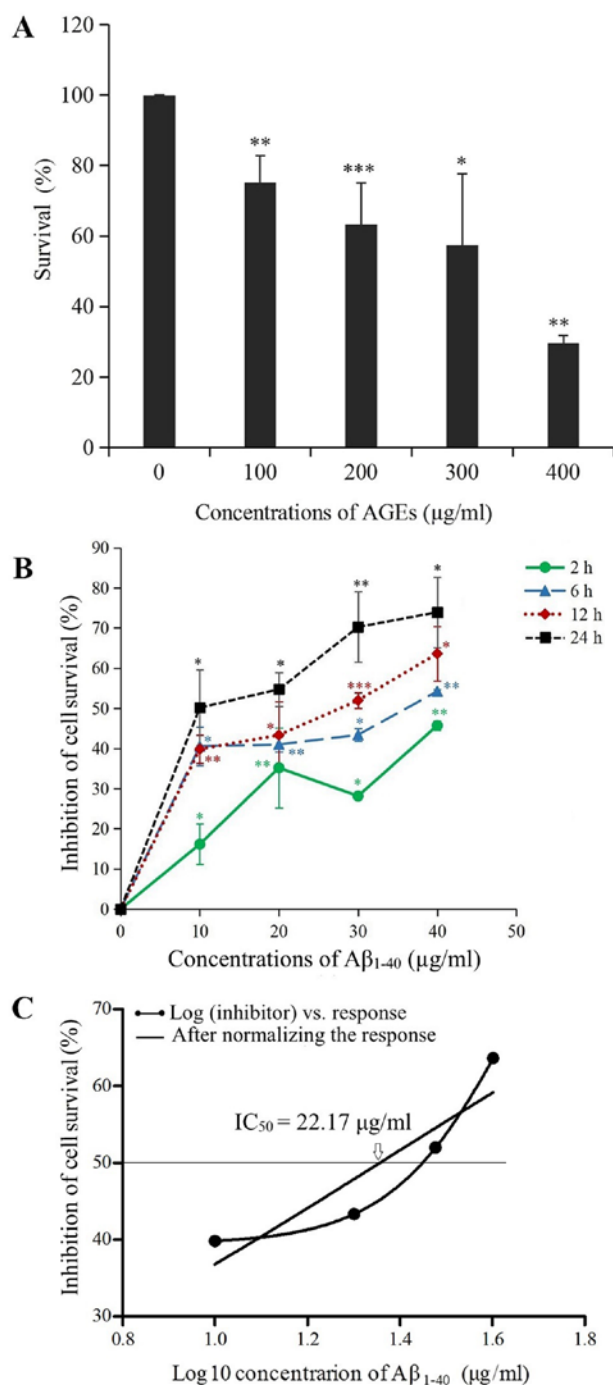 A
120
100
80
60
40
20
0
Survival (%)
**
***
*
**
0 100 200 300 400
Concentrations of AGEs (µg/ml)
B
90
80
70
60
50
40
30
20
10
0
Inhibition of cell survival (%)
2 h
6 h
12 h
24 h
* * ** *
* *** *
** ** * **
* ** * **
0 10 20 30 40 50
Concentrations of Aβ1-40 (µg/ml)
C
70
60
50
40
30
Inhibition of cell survival (%)
Log (inhibitor) vs. response
After normalizing the response
IC50 = 22.17 µg/ml
0.8 1.0 1.2 1.4 1.6 1.8
Log10 concentrarion of Aβ1-40 (µg/ml)